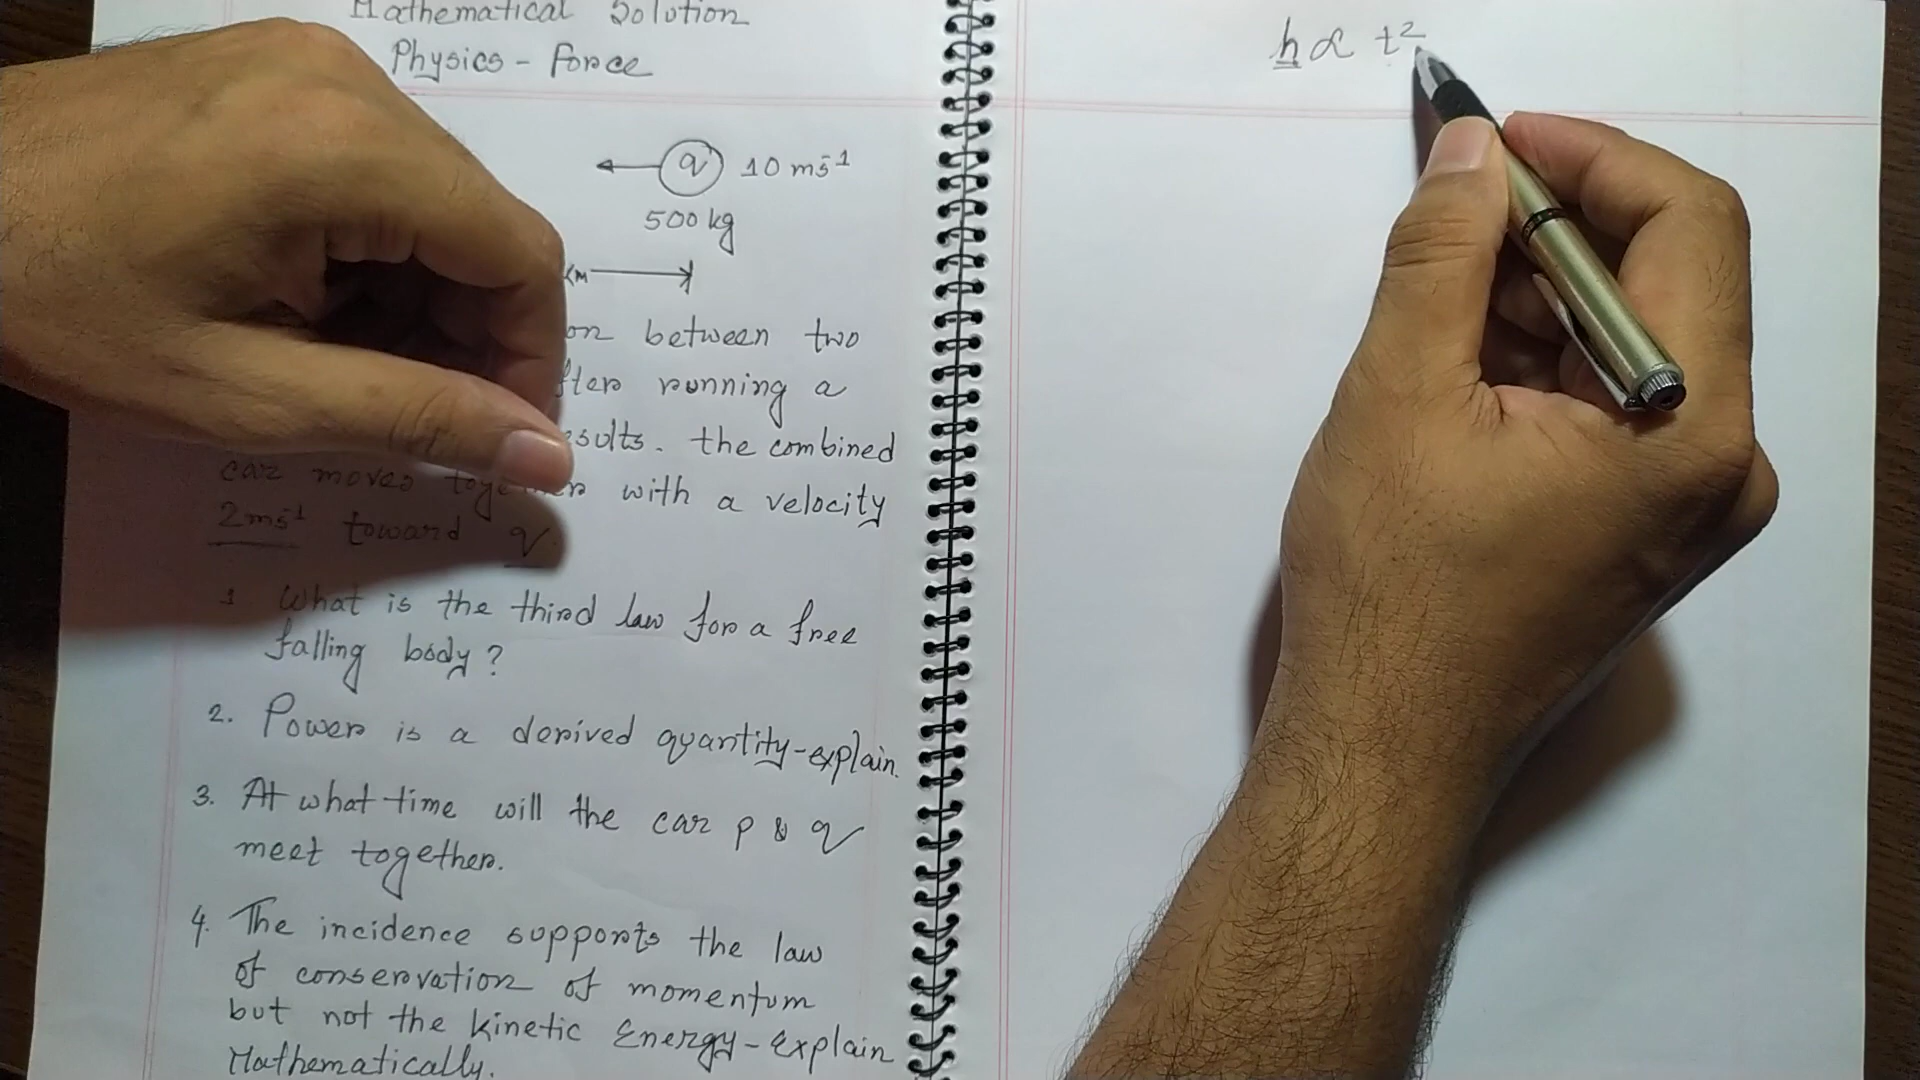 Mathematical Solution
Physics - Force
q 10 ms⁻¹
500 kg
km
on between two
running a
the combined
car moves together with a velocity
2ms⁻¹ toward q.
1 What is the third law for a free
falling body?
2. Power is a derived quantity-explain.
3. At what time will the car p & q
meet together.
4. The incidence supports the law
of conservation of momentum
but not the kinetic Energy-explain
Mathematically.
h ∝ t²